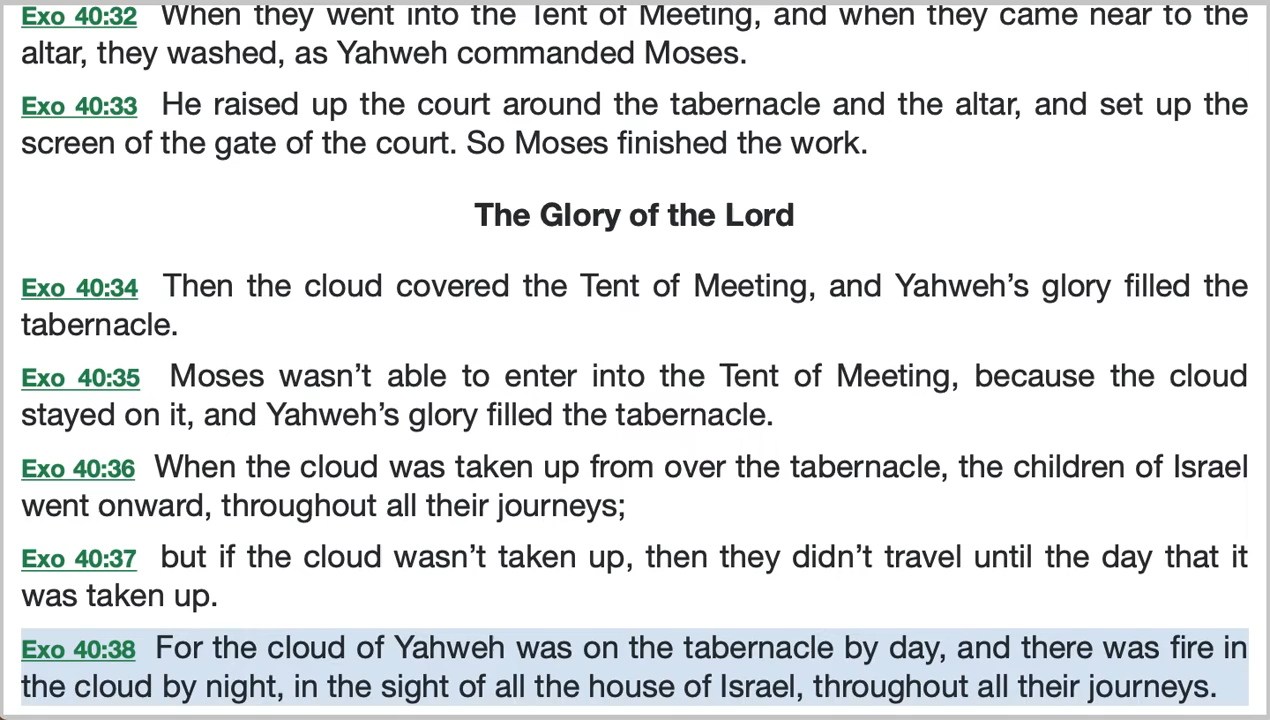 Exo 40:32 When they went into the Tent of Meeting, and when they came near to the
altar, they washed, as Yahweh commanded Moses.
Exo 40:33 He raised up the court around the tabernacle and the altar, and set up the
screen of the gate of the court. So Moses finished the work.
The Glory of the Lord
Exo 40:34 Then the cloud covered the Tent of Meeting, and Yahweh’s glory filled the
tabernacle.
Exo 40:35 Moses wasn’t able to enter into the Tent of Meeting, because the cloud
stayed on it, and Yahweh’s glory filled the tabernacle.
Exo 40:36 When the cloud was taken up from over the tabernacle, the children of Israel
went onward, throughout all their journeys;
Exo 40:37 but if the cloud wasn’t taken up, then they didn’t travel until the day that it
was taken up.
Exo 40:38 For the cloud of Yahweh was on the tabernacle by day, and there was fire in
the cloud by night, in the sight of all the house of Israel, throughout all their journeys.